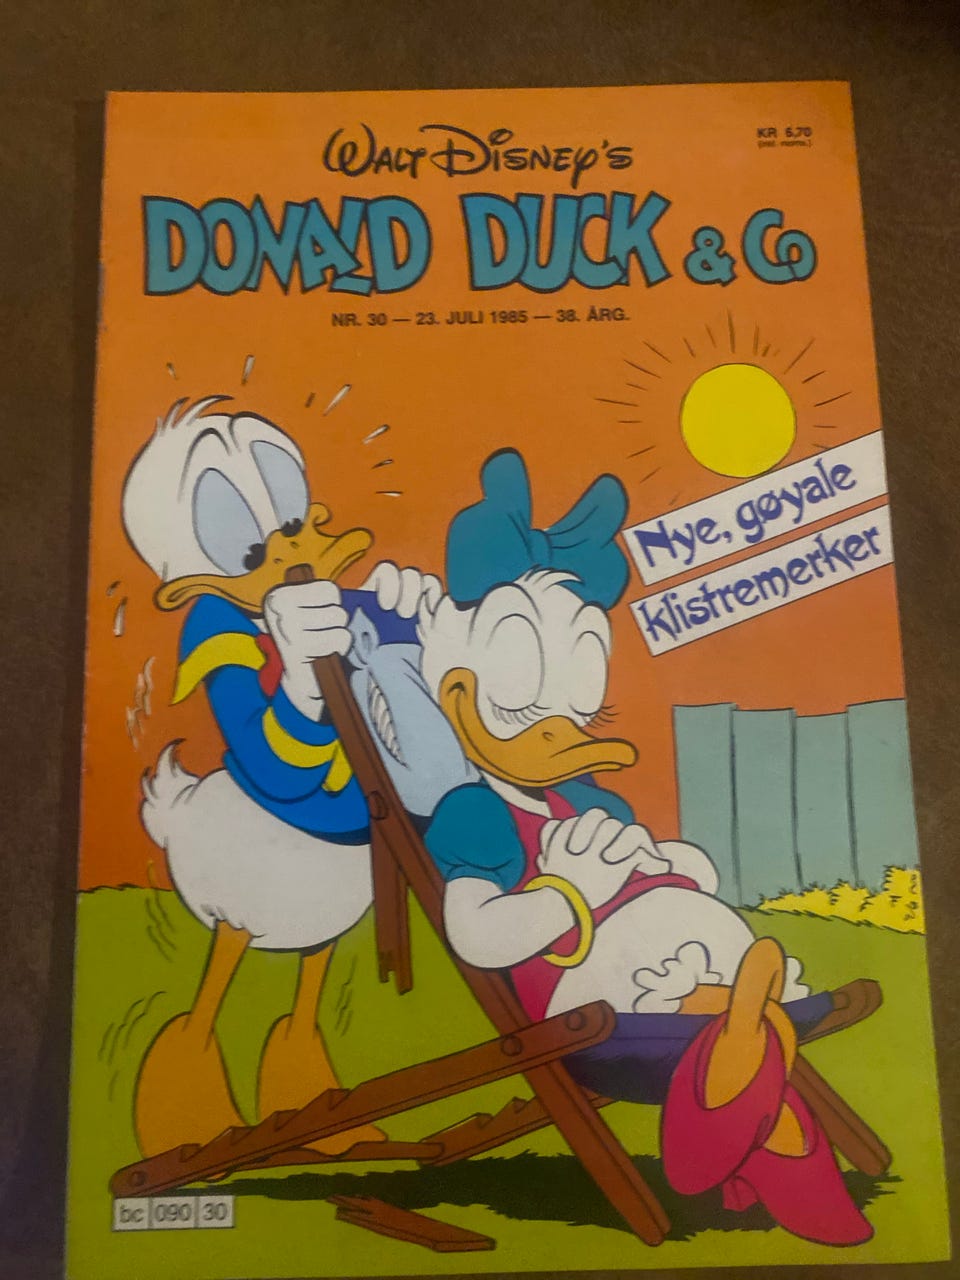 WALT DISNEY'S
KR 6,70
(inkl. moms.)
DONALD DUCK & Co
NR. 30 — 23. JULI 1985 — 38. ÅRG.
Nye, gøyale
klistremerker
bc 090 30